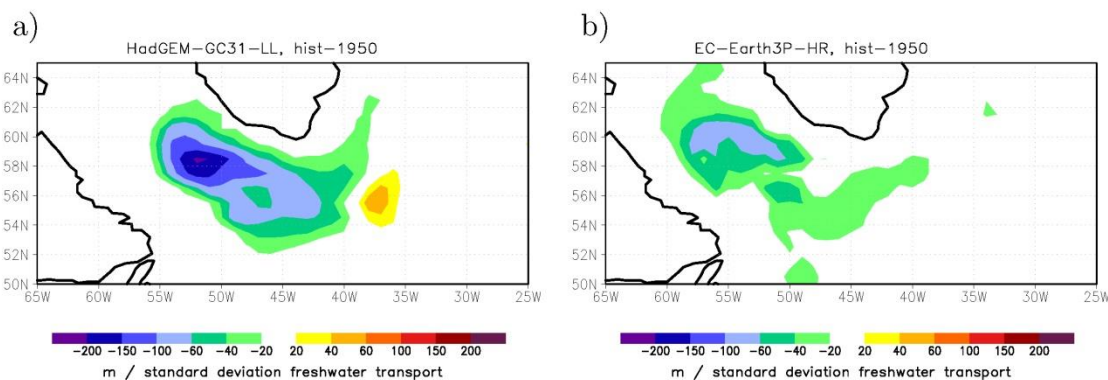 a)
HadGEM-GC31-LL, hist-1950
64N
62N
60N
58N
56N
54N
52N
50N
65W 60W 55W 50W 45W 40W 35W 30W 25W
-200 -150 -100 -60 -40 -20 20 40 60 100 150 200
m / standard deviation freshwater transport
b)
EC-Earth3P-HR, hist-1950
64N
62N
60N
58N
56N
54N
52N
50N
65W 60W 55W 50W 45W 40W 35W 30W 25W
-200 -150 -100 -60 -40 -20 20 40 60 100 150 200
m / standard deviation freshwater transport